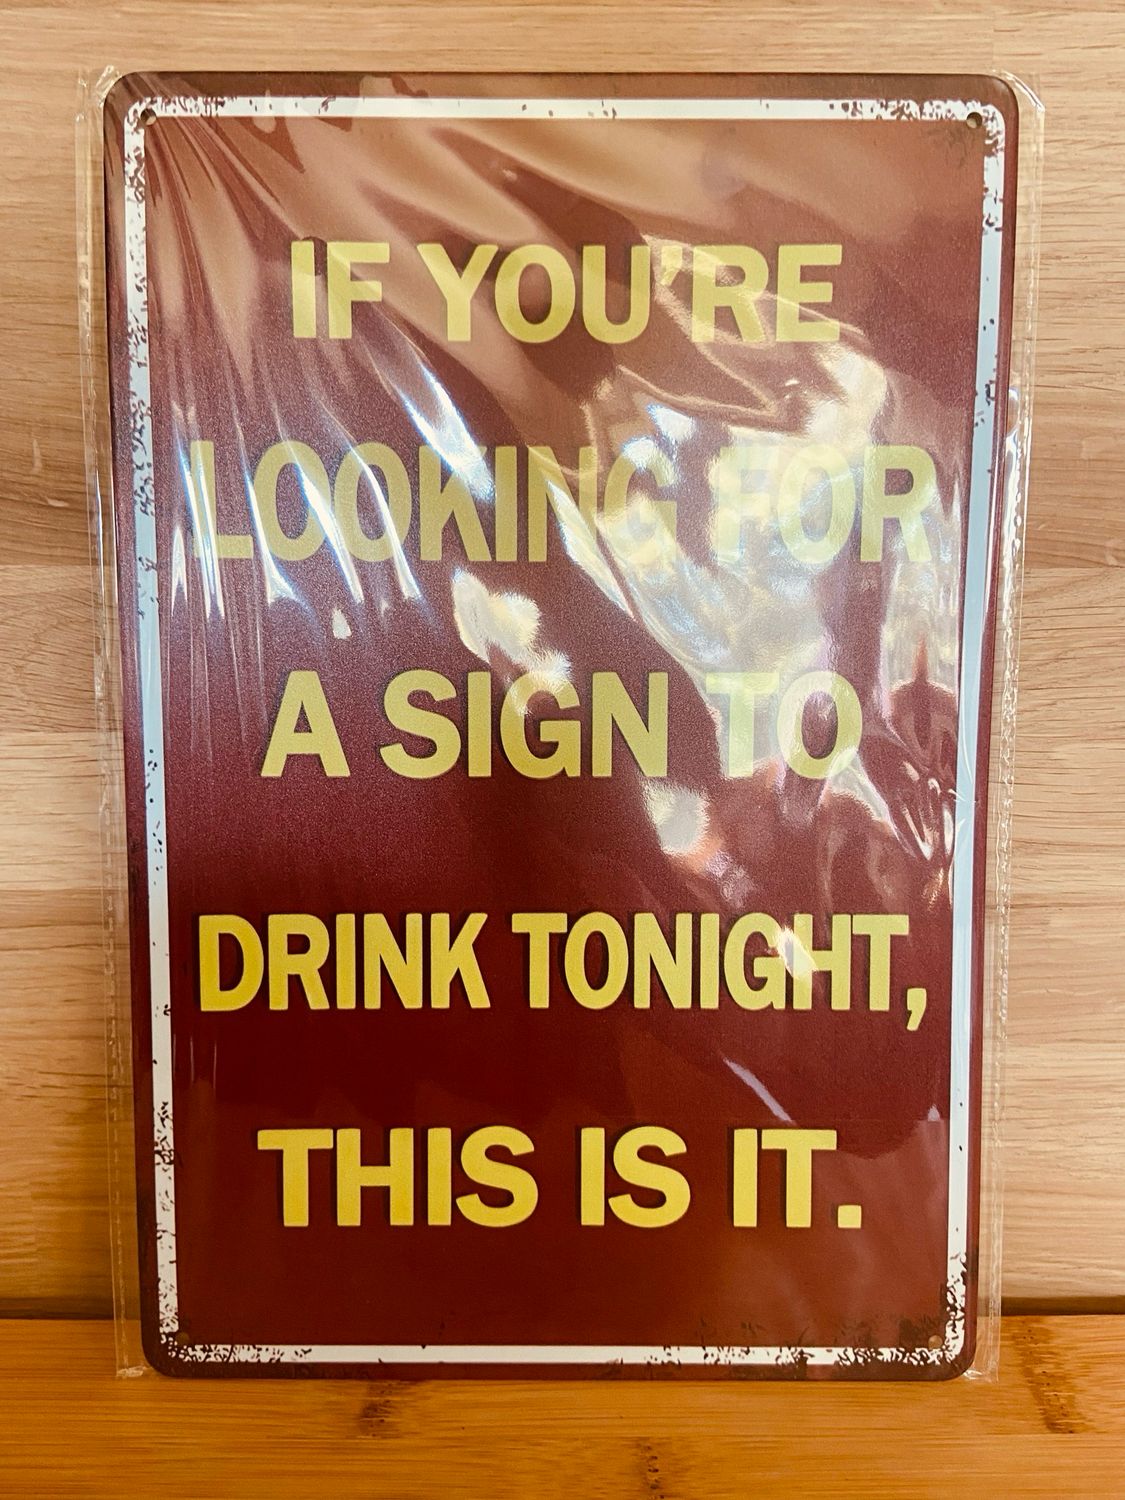 IF YOU'RE
LOOKING FOR
A SIGN TO
DRINK TONIGHT,
THIS IS IT.